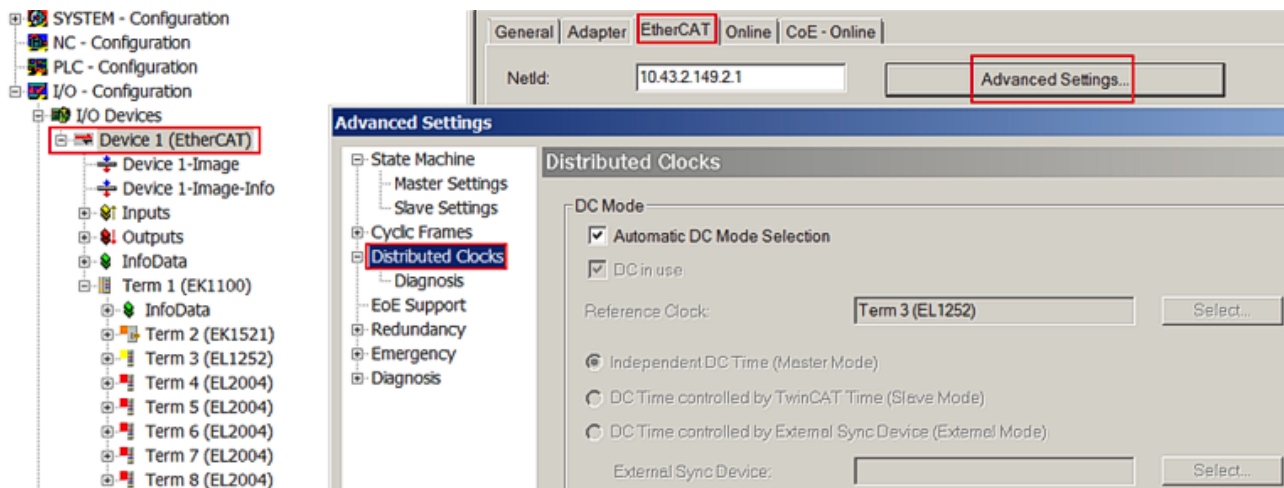 SYSTEM - Configuration
NC - Configuration
PLC - Configuration
I/O - Configuration
I/O Devices
Device 1 (EtherCAT)
Device 1-Image
Device 1-Image-Info
Inputs
Outputs
InfoData
Term 1 (EK1100)
InfoData
Term 2 (EK1521)
Term 3 (EL1252)
Term 4 (EL2004)
Term 5 (EL2004)
Term 6 (EL2004)
Term 7 (EL2004)
Term 8 (EL2004)
General Adapter EtherCAT Online CoE - Online
NetId: 10.43.2.149.2.1 Advanced Settings...
Advanced Settings
State Machine
Master Settings
Slave Settings
Cyclic Frames
Distributed Clocks
Diagnosis
EoE Support
Redundancy
Emergency
Diagnosis
Distributed Clocks
DC Mode
Automatic DC Mode Selection
DC in use
Reference Clock: Term 3 (EL1252) Select...
Independent DC Time (Master Mode)
DC Time controlled by TwinCAT Time (Slave Mode)
DC Time controlled by External Sync Device (External Mode)
External Sync Device: Select...